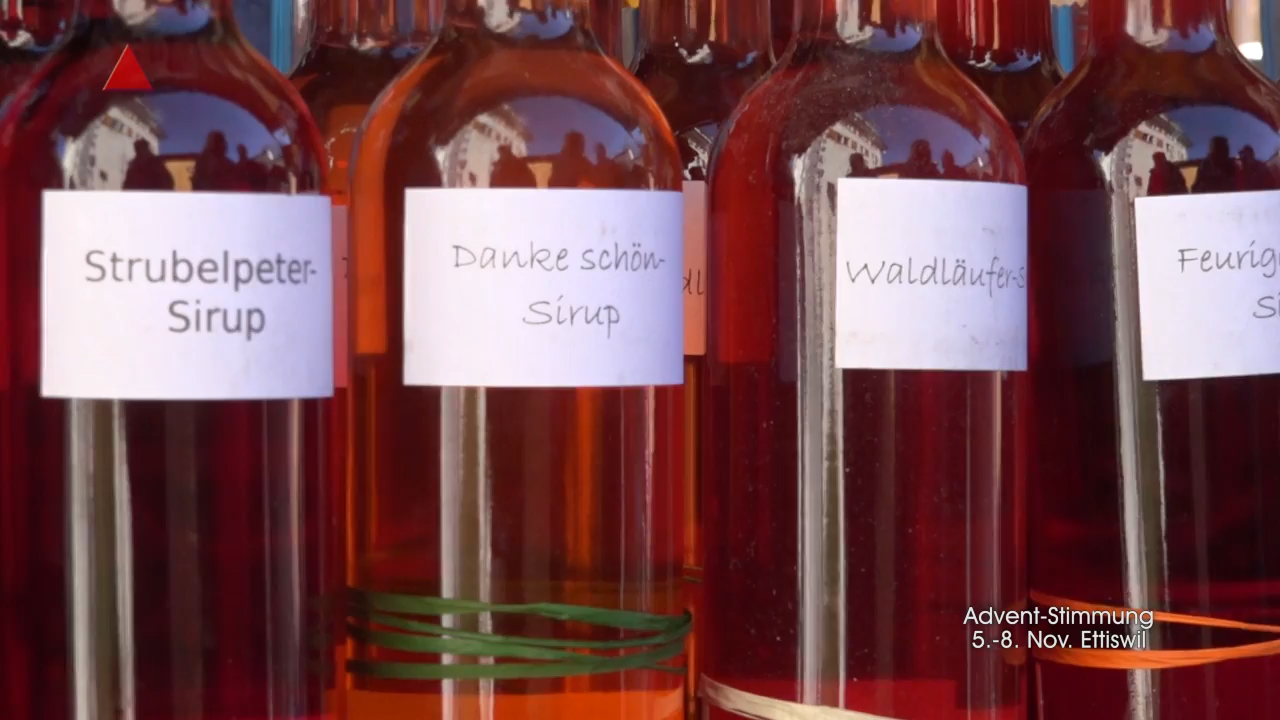 Strubelpeter-
Sirup
Danke schön-
Sirup
Waldläufer-S
Feurig
Si
Advent-Stimmung
5.-8. Nov. Ettiswil